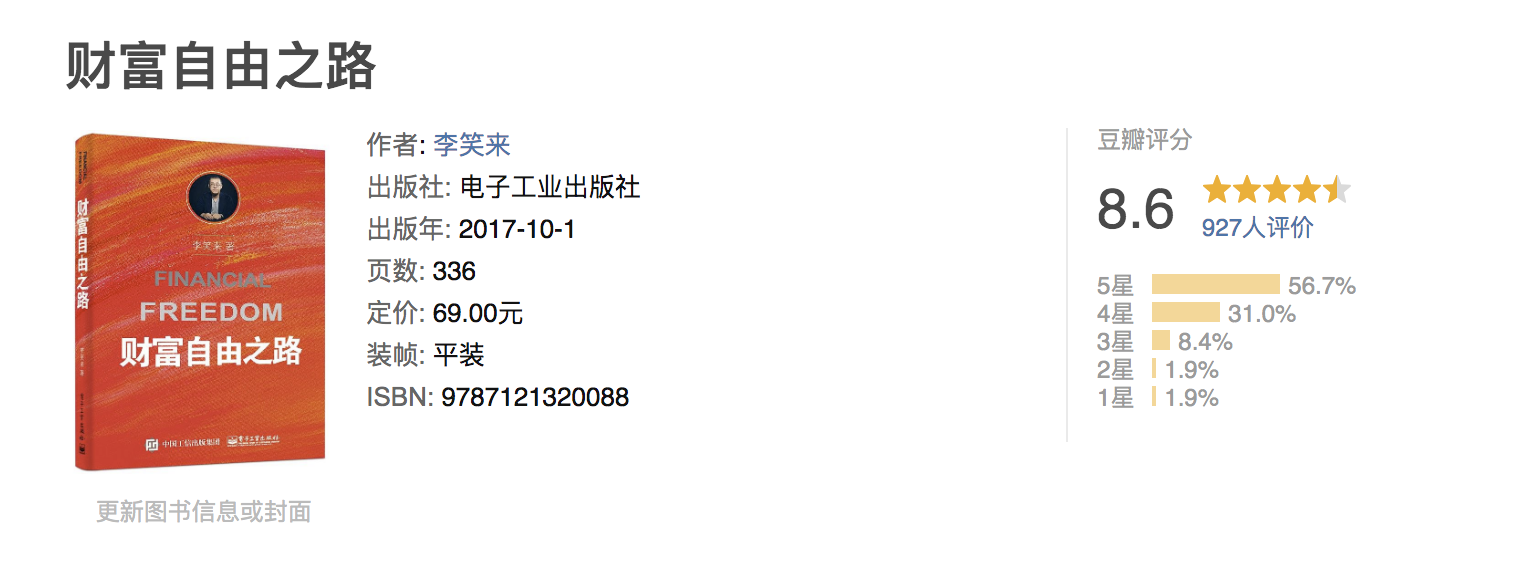 财富自由之路
财富自由之路
李笑来 著
FINANCIAL
FREEDOM
财富自由之路
中国工信出版集团
电子工业出版社
更新图书信息或封面
作者: 李笑来
出版社: 电子工业出版社
出版年: 2017-10-1
页数: 336
定价: 69.00元
装帧: 平装
ISBN: 9787121320088
豆瓣评分
8.6
927人评价
5星 56.7%
4星 31.0%
3星 8.4%
2星 1.9%
1星 1.9%